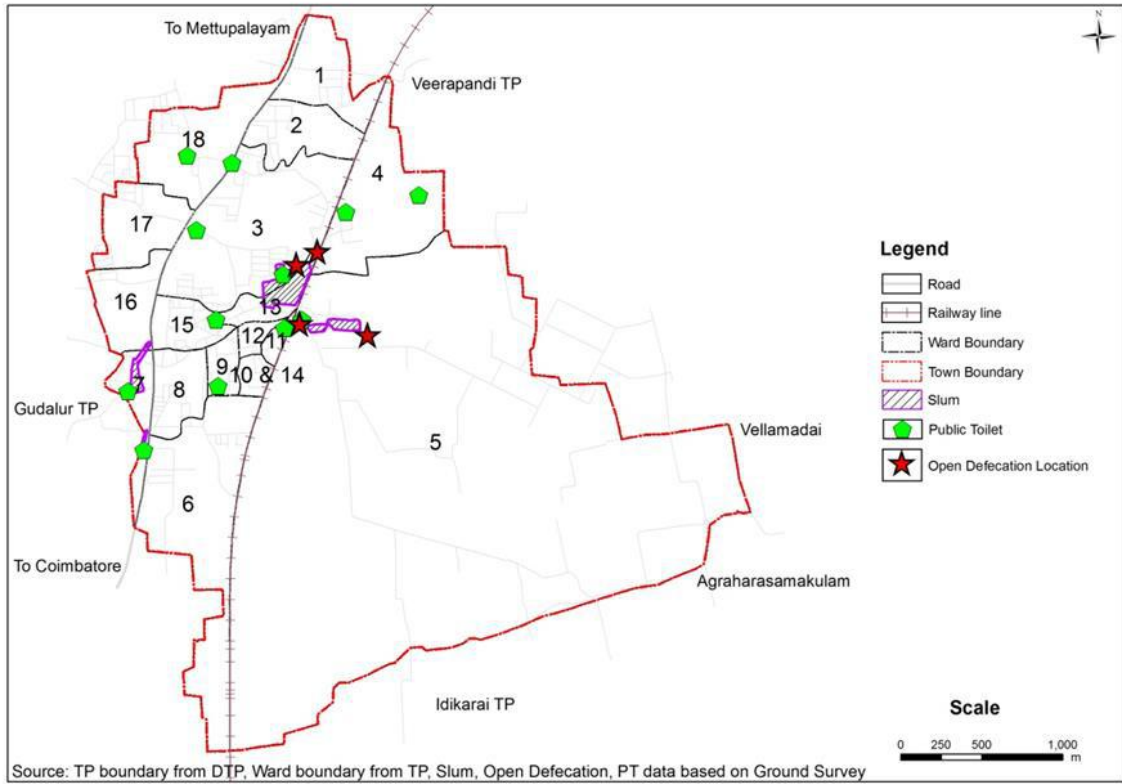 N
To Mettupalayam
1
Veerapandi TP
2
18
4
17
3
16
13
15
12
11
9
10 & 14
7
8
Gudalur TP
5
Vellamadai
6
To Coimbatore
Agraharasamakulam
Idikarai TP
Legend
Road
Railway line
Ward Boundary
Town Boundary
Slum
Public Toilet
Open Defecation Location
Scale
0 250 500 1,000
m
Source: TP boundary from DTP, Ward boundary from TP, Slum, Open Defecation, PT data based on Ground Survey